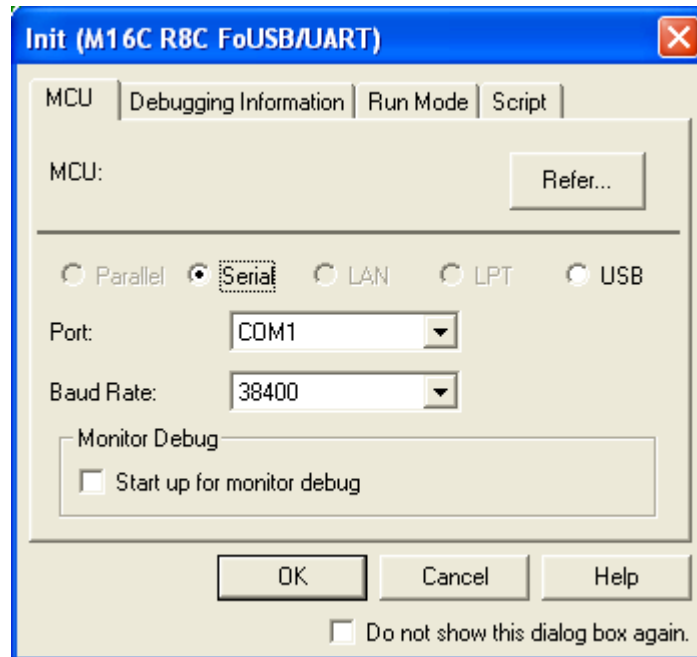 Init (M16C R8C FoUSB/UART)
MCU Debugging Information Run Mode Script
MCU: Refer...
Parallel Serial LAN LPT USB
Port: COM1
Baud Rate: 38400
Monitor Debug
Start up for monitor debug
OK Cancel Help
Do not show this dialog box again.